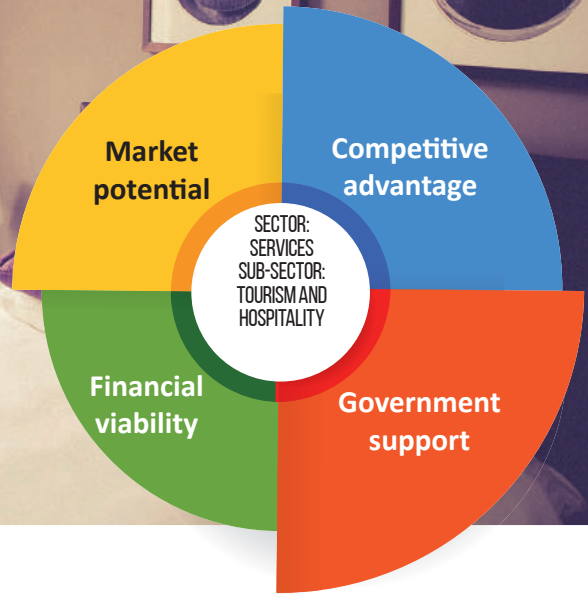 Market
potential
Competitive
advantage
SECTOR:
SERVICES
SUB-SECTOR:
TOURISM AND
HOSPITALITY
Financial
viability
Government
support